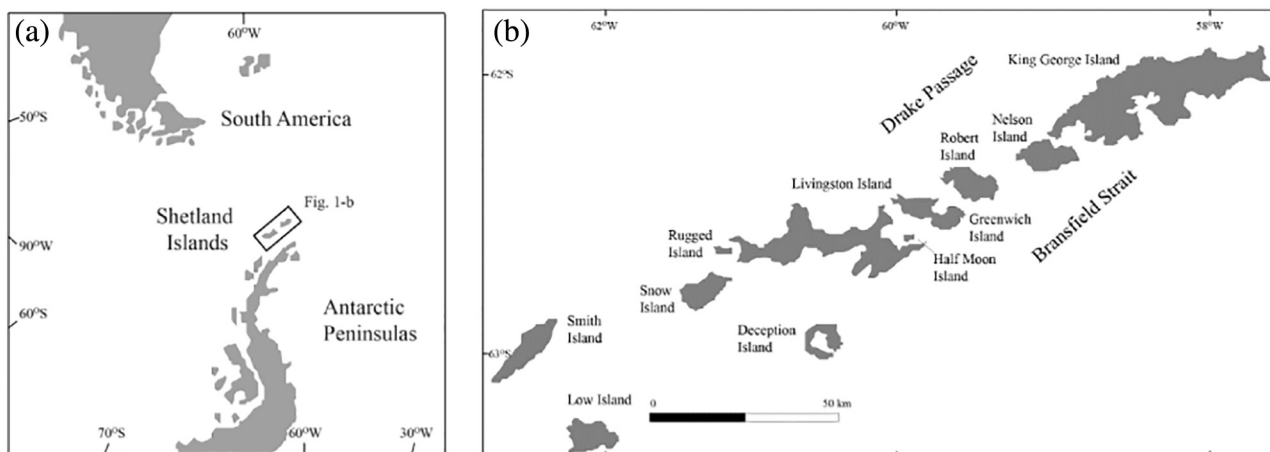 (a)
60°W
50°S
South America
Fig. 1-b
Shetland
Islands
90°W
60°S
Antarctic
Peninsulas
70°S
60°W
30°W
(b)
62°W
60°W
58°W
62°S
King George Island
Drake Passage
Nelson
Island
Robert
Island
Livingston Island
Bransfield Strait
Greenwich
Island
Rugged
Island
Half Moon
Island
Snow
Island
Smith
Island
Deception
Island
63°S
Low Island
0
50 km